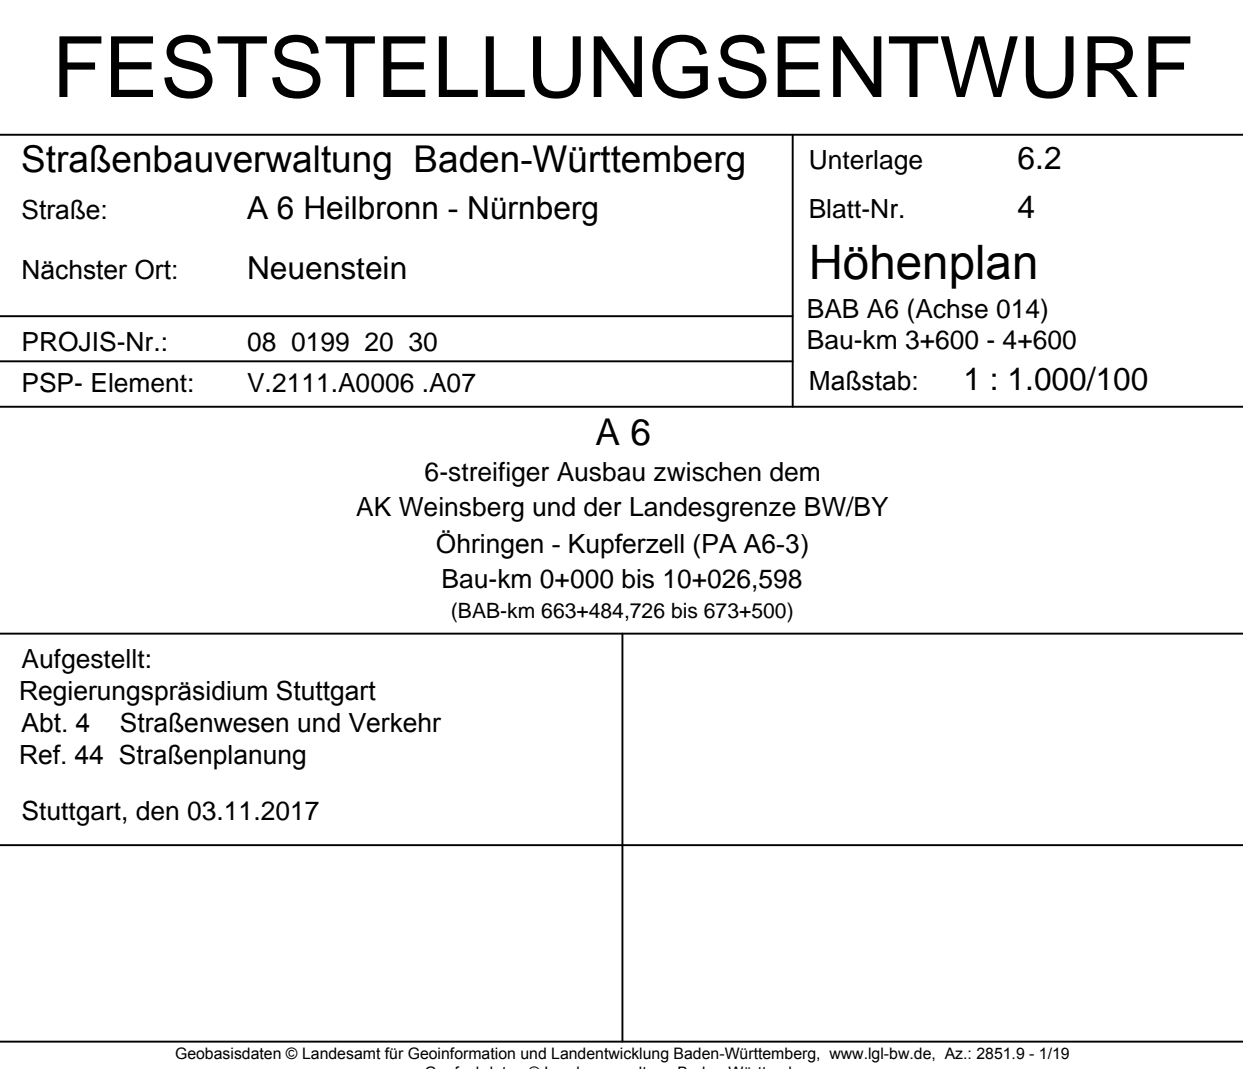 FESTSTELLUNGSENTWURF
Straßenbauverwaltung Baden-Württemberg
Straße: A 6 Heilbronn - Nürnberg
Nächster Ort: Neuenstein
PROJIS-Nr.: 08 0199 20 30
PSP- Element: V.2111.A0006 .A07
Unterlage 6.2
Blatt-Nr. 4
Höhenplan
BAB A6 (Achse 014)
Bau-km 3+600 - 4+600
Maßstab: 1 : 1.000/100
A 6
6-streifiger Ausbau zwischen dem
AK Weinsberg und der Landesgrenze BW/BY
Öhringen - Kupferzell (PA A6-3)
Bau-km 0+000 bis 10+026,598
(BAB-km 663+484,726 bis 673+500)
Aufgestellt:
Regierungspräsidium Stuttgart
Abt. 4 Straßenwesen und Verkehr
Ref. 44 Straßenplanung
Stuttgart, den 03.11.2017
Geobasisdaten © Landesamt für Geoinformation und Landentwicklung Baden-Württemberg, www.lgl-bw.de, Az.: 2851.9 - 1/19